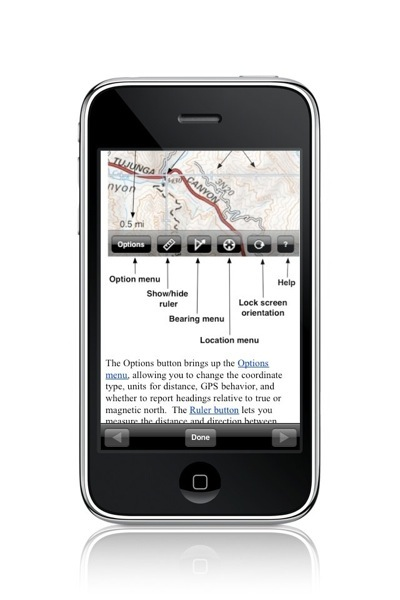 TUJUNGA
nyon
1430
CANYON
3N20
0.5 mi
Options
?
Option menu
Help
Show/hide
ruler
Lock screen
orientation
Bearing menu
Location menu
The Options button brings up the Options
menu, allowing you to change the coordinate
type, units for distance, GPS behavior, and
whether to report headings relative to true or
magnetic north. The Ruler button lets you
measure the distance and direction between
Done